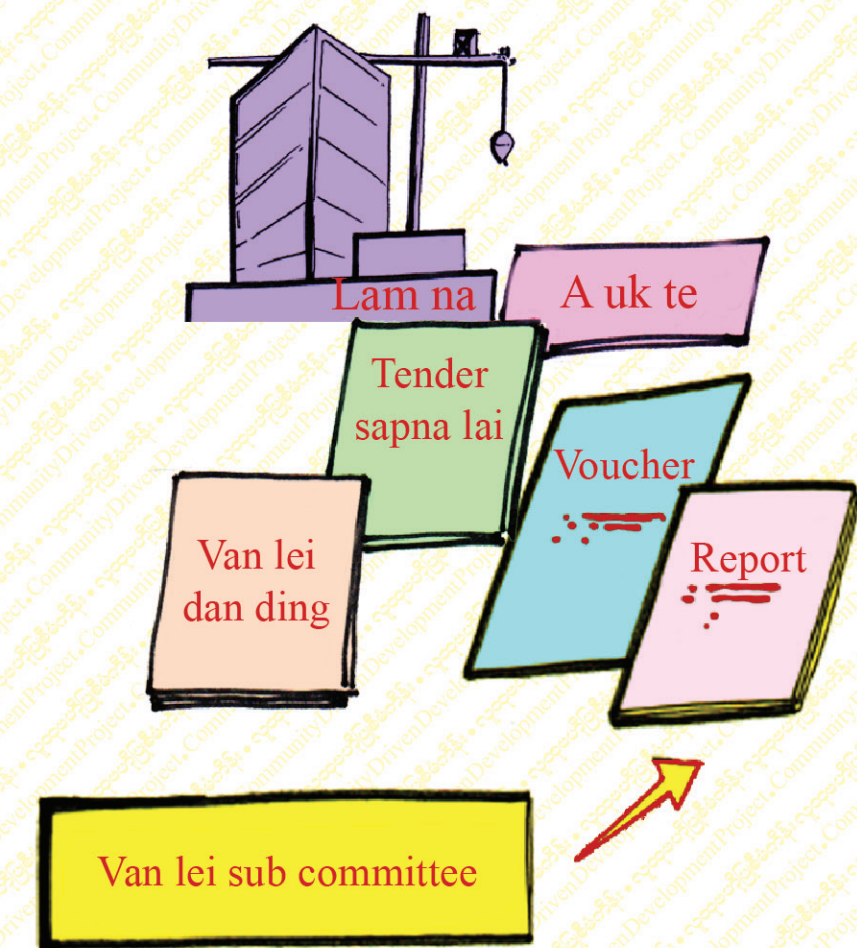 Lam na
A uk te
Tender
sapna lai
Voucher
Van lei
dan ding
Report
Van lei sub committee